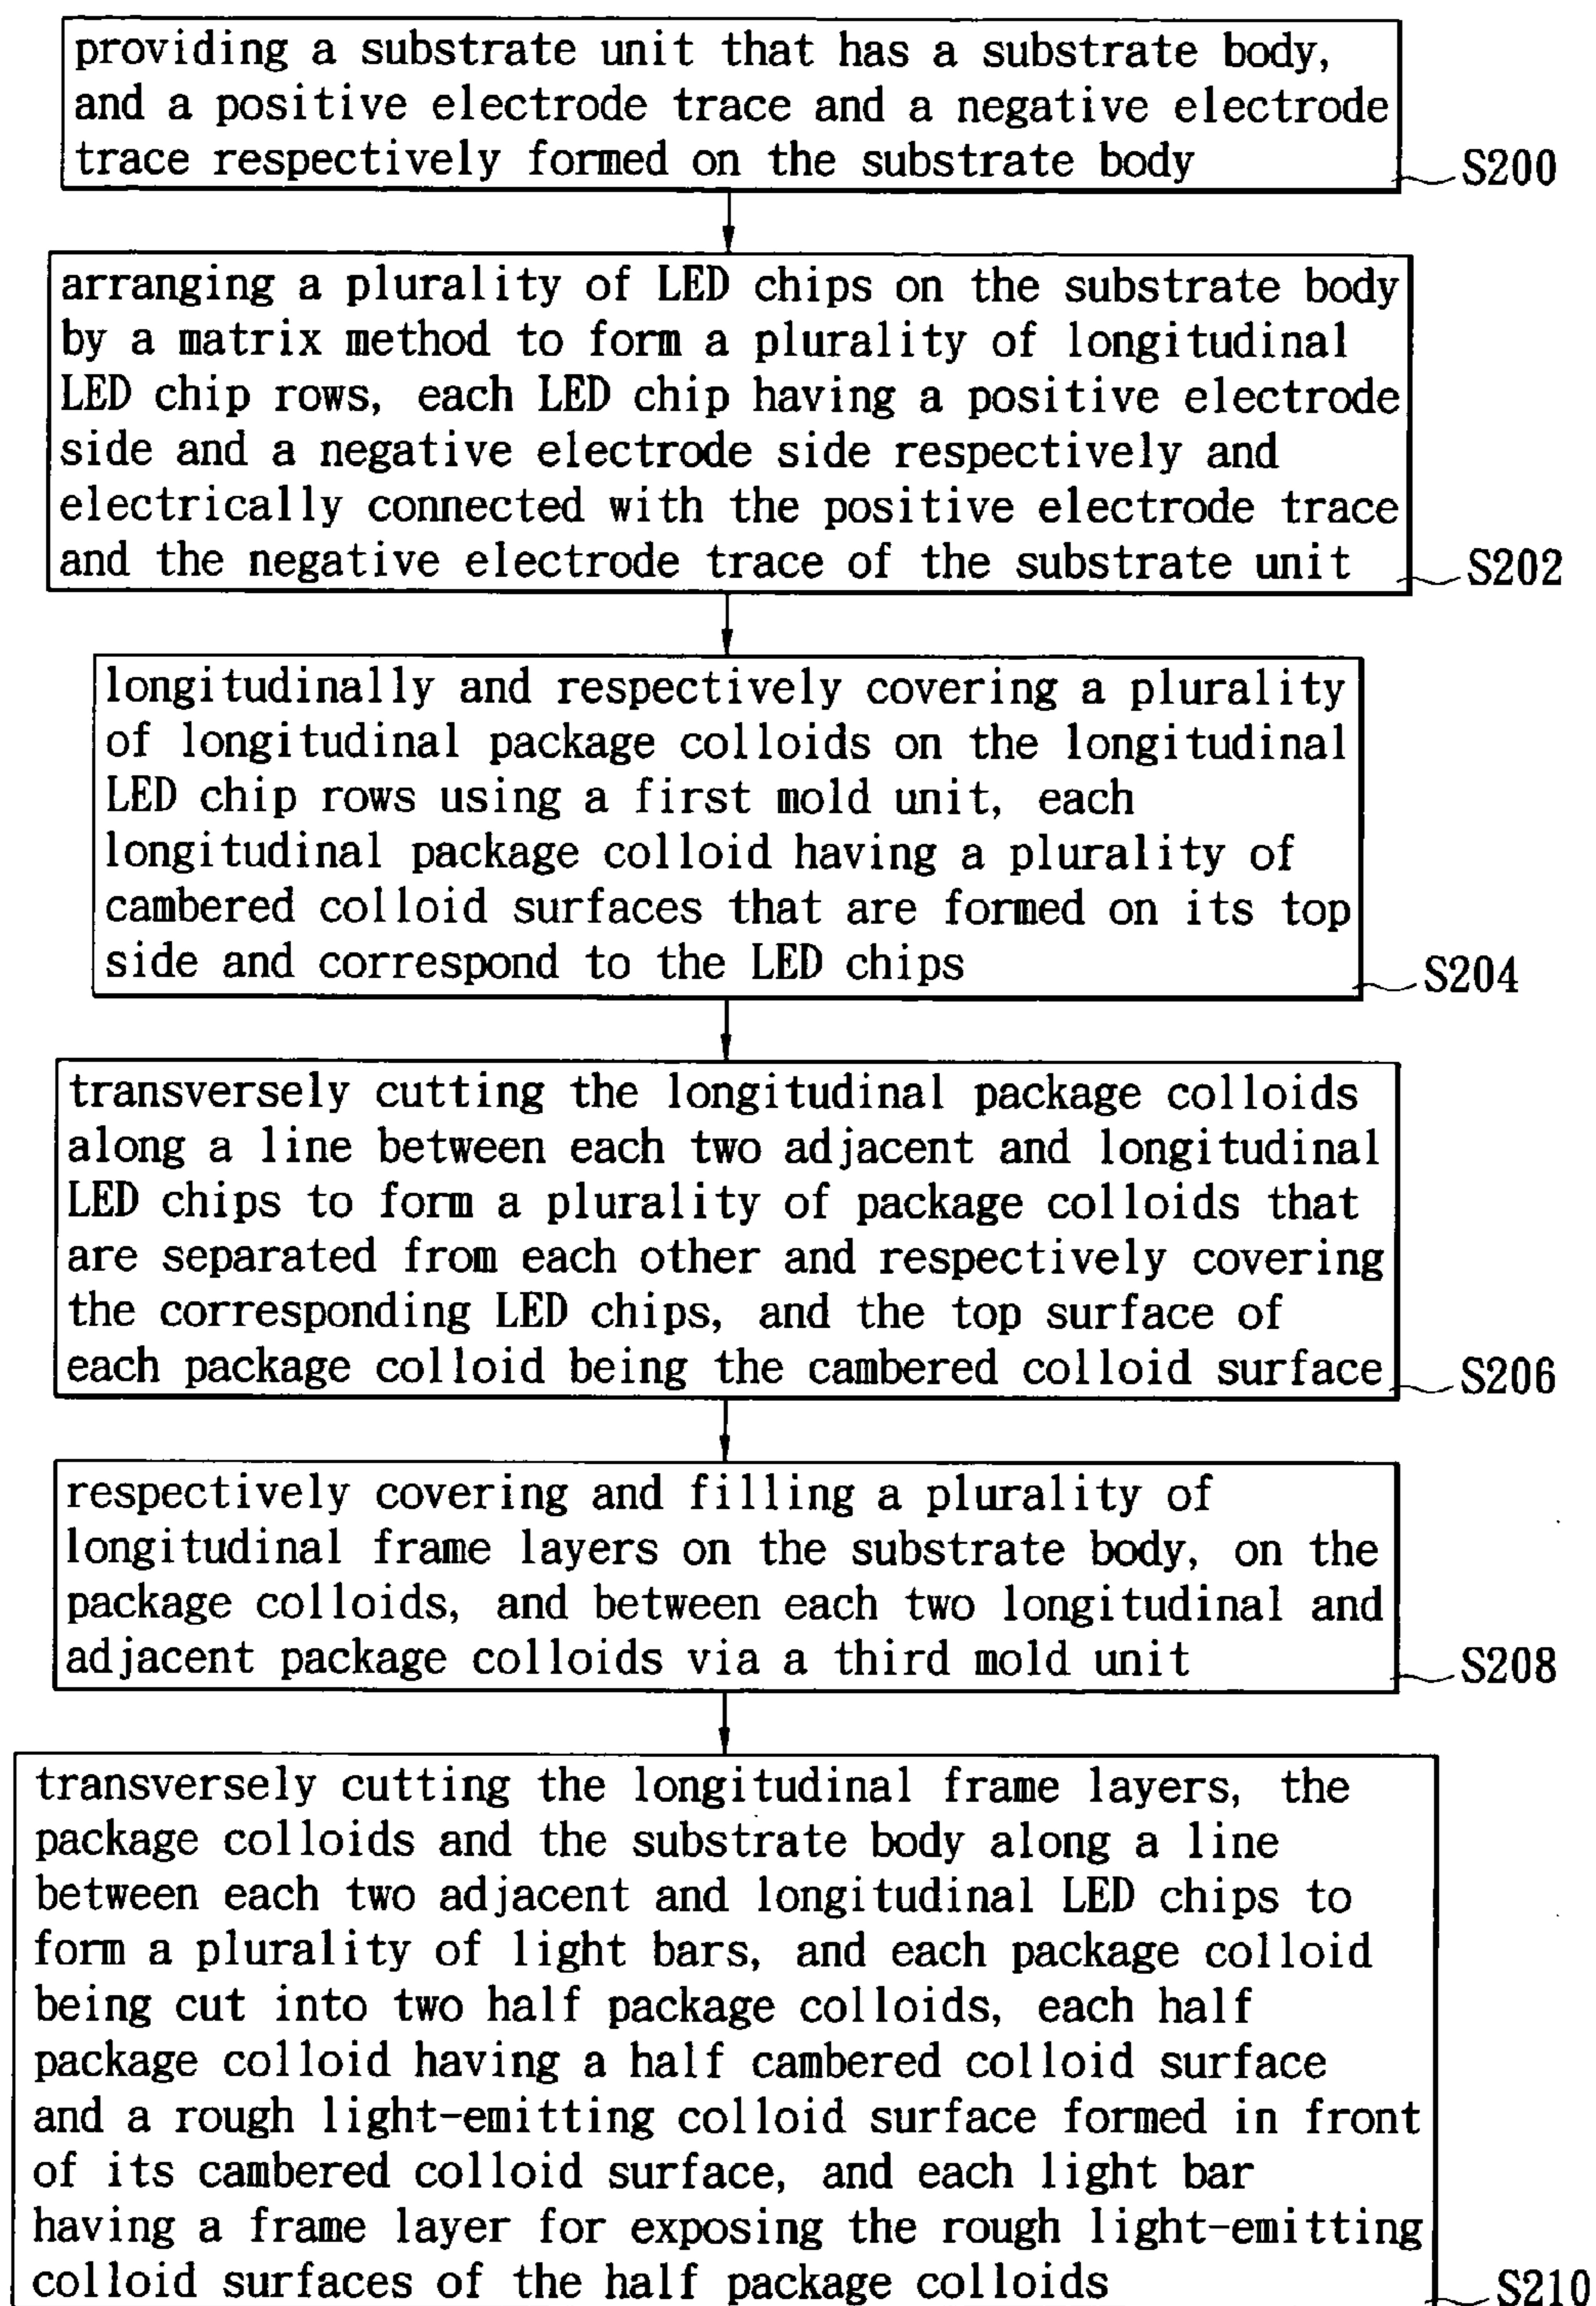 providing a substrate unit that has a substrate body,
and a positive electrode trace and a negative electrode
trace respectively formed on the substrate body
S200
arranging a plurality of LED chips on the substrate body
by a matrix method to form a plurality of longitudinal
LED chip rows, each LED chip having a positive electrode
side and a negative electrode side respectively and
electrically connected with the positive electrode trace
and the negative electrode trace of the substrate unit
S202
longitudinally and respectively covering a plurality
of longitudinal package colloids on the longitudinal
LED chip rows using a first mold unit, each
longitudinal package colloid having a plurality of
cambered colloid surfaces that are formed on its top
side and correspond to the LED chips
S204
transversely cutting the longitudinal package colloids
along a line between each two adjacent and longitudinal
LED chips to form a plurality of package colloids that
are separated from each other and respectively covering
the corresponding LED chips, and the top surface of
each package colloid being the cambered colloid surface
S206
respectively covering and filling a plurality of
longitudinal frame layers on the substrate body, on the
package colloids, and between each two longitudinal and
adjacent package colloids via a third mold unit
S208
transversely cutting the longitudinal frame layers, the
package colloids and the substrate body along a line
between each two adjacent and longitudinal LED chips to
form a plurality of light bars, and each package colloid
being cut into two half package colloids, each half
package colloid having a half cambered colloid surface
and a rough light-emitting colloid surface formed in front
of its cambered colloid surface, and each light bar
having a frame layer for exposing the rough light-emitting
colloid surfaces of the half package colloids
S210